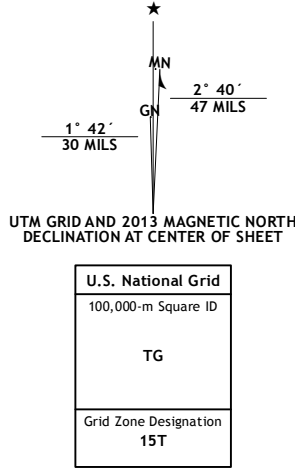 ★
MN
GN
2° 40´
47 MILS
1° 42´
30 MILS
UTM GRID AND 2013 MAGNETIC NORTH
DECLINATION AT CENTER OF SHEET
U.S. National Grid
100,000-m Square ID
TG
Grid Zone Designation
15T